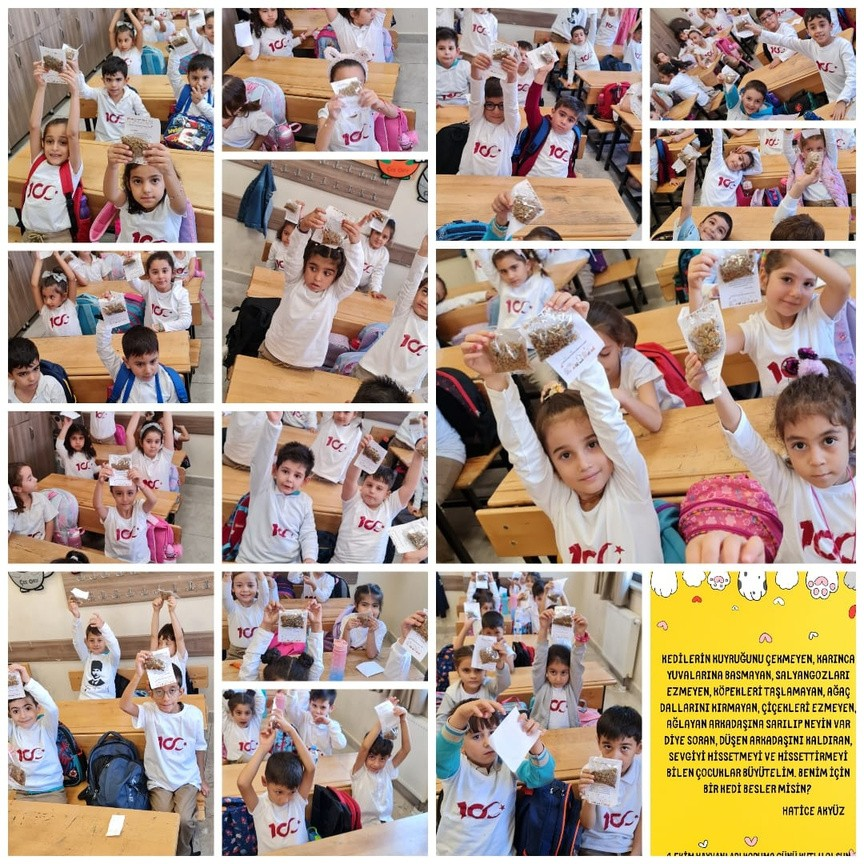 100
KEDİLERİN KUYRUĞUNU ÇEKMEYEN, KARINCA
YUVALARINA BASMAYAN, SALYANGOZLARI
EZMEYEN, KÖPEKLERİ TAŞLAMAYAN, AĞAÇ
DALLARINI KIRMAYAN, ÇİÇEKLERİ EZMEYEN,
AĞLAYAN ARKADAŞINA SARILIP NEYİN VAR
DİYE SORAN, DÜŞEN ARKADAŞINI KALDIRAN,
SEVGİYİ HİSSETMEYİ VE HİSSETTİRMEYİ
BİLEN ÇOCUKLAR BÜYÜTELİM. BENİM İÇİN
BİR KEDİ BESLER MİSİN?
HATİCE AKYÜZ
4 EKİM HAYVANLARI KORUMA GÜNÜ KUTLU OLSUN